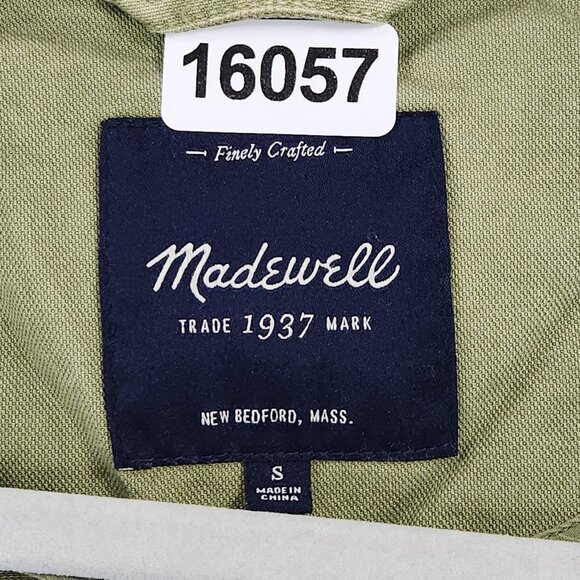 16057
Finely Crafted
Madewell
TRADE 1937 MARK
NEW BEDFORD, MASS.
S
MADE IN
CHINA